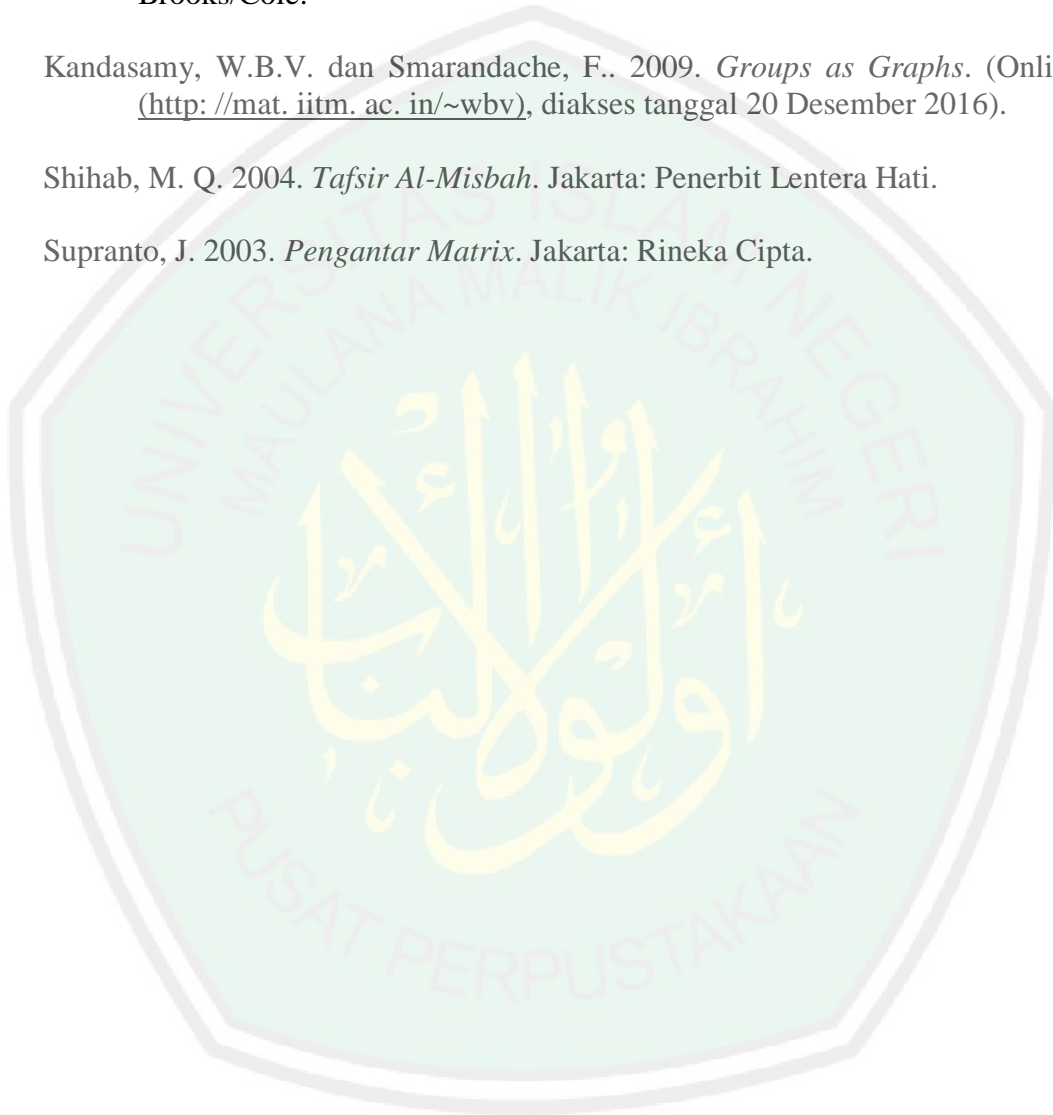 Brooks/Cole.
Kandasamy, W.B.V. dan Smarandache, F.. 2009. Groups as Graphs. (Onli
(http: //mat. iitm. ac. in/~wbv), diakses tanggal 20 Desember 2016).
Shihab, M. Q. 2004. Tafsir Al-Misbah. Jakarta: Penerbit Lentera Hati.
Supranto, J. 2003. Pengantar Matrix. Jakarta: Rineka Cipta.
UNIVERSITAS ISLAM NEGERI
MAULANA MALIK IBRAHIM
أولوا الألباب
PUSAT PERPUSTAKAAN